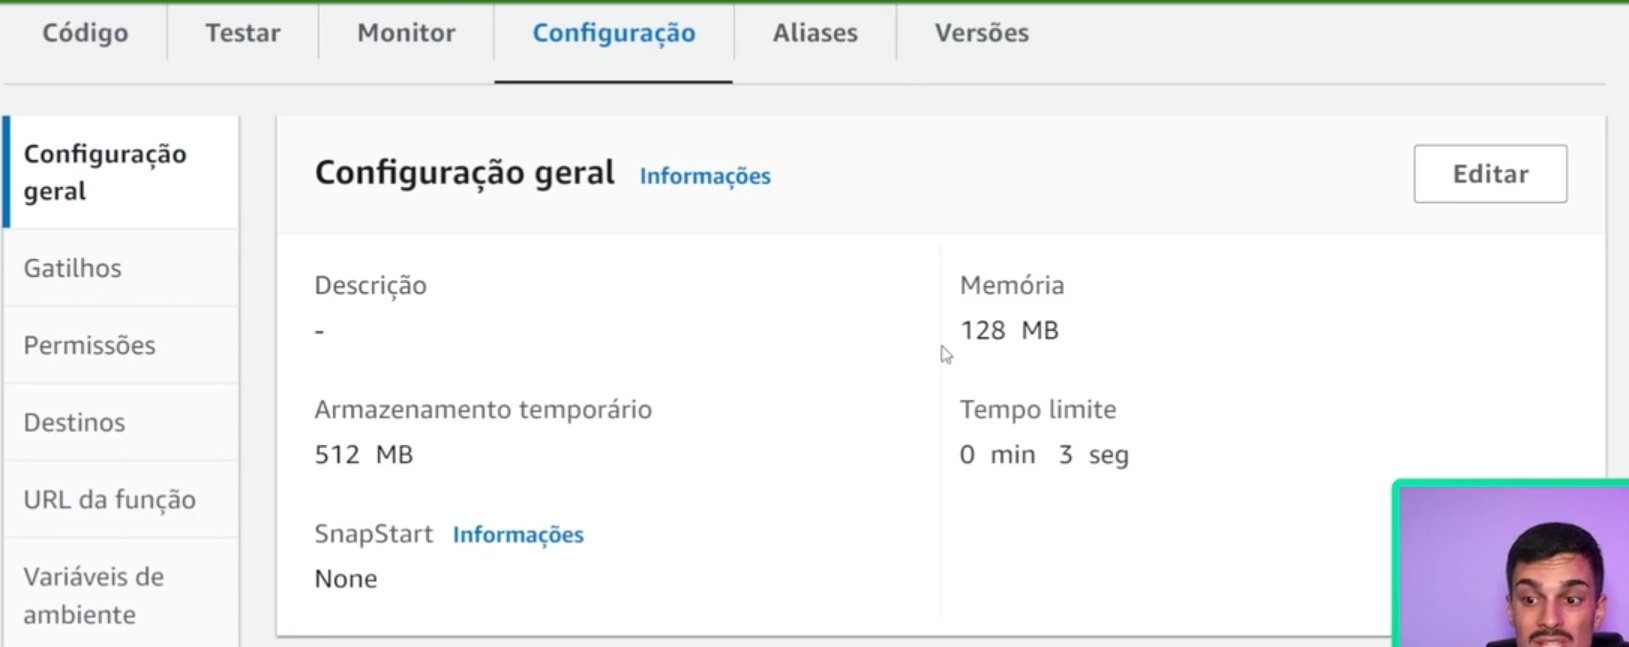 Código Testar Monitor Configuração Aliases Versões
Configuração
geral
Gatilhos
Permissões
Destinos
URL da função
Variáveis de
ambiente
Configuração geral Informações Editar
Descrição
-
Memória
128 MB
Armazenamento temporário
512 MB
Tempo limite
0 min 3 seg
SnapStart Informações
None